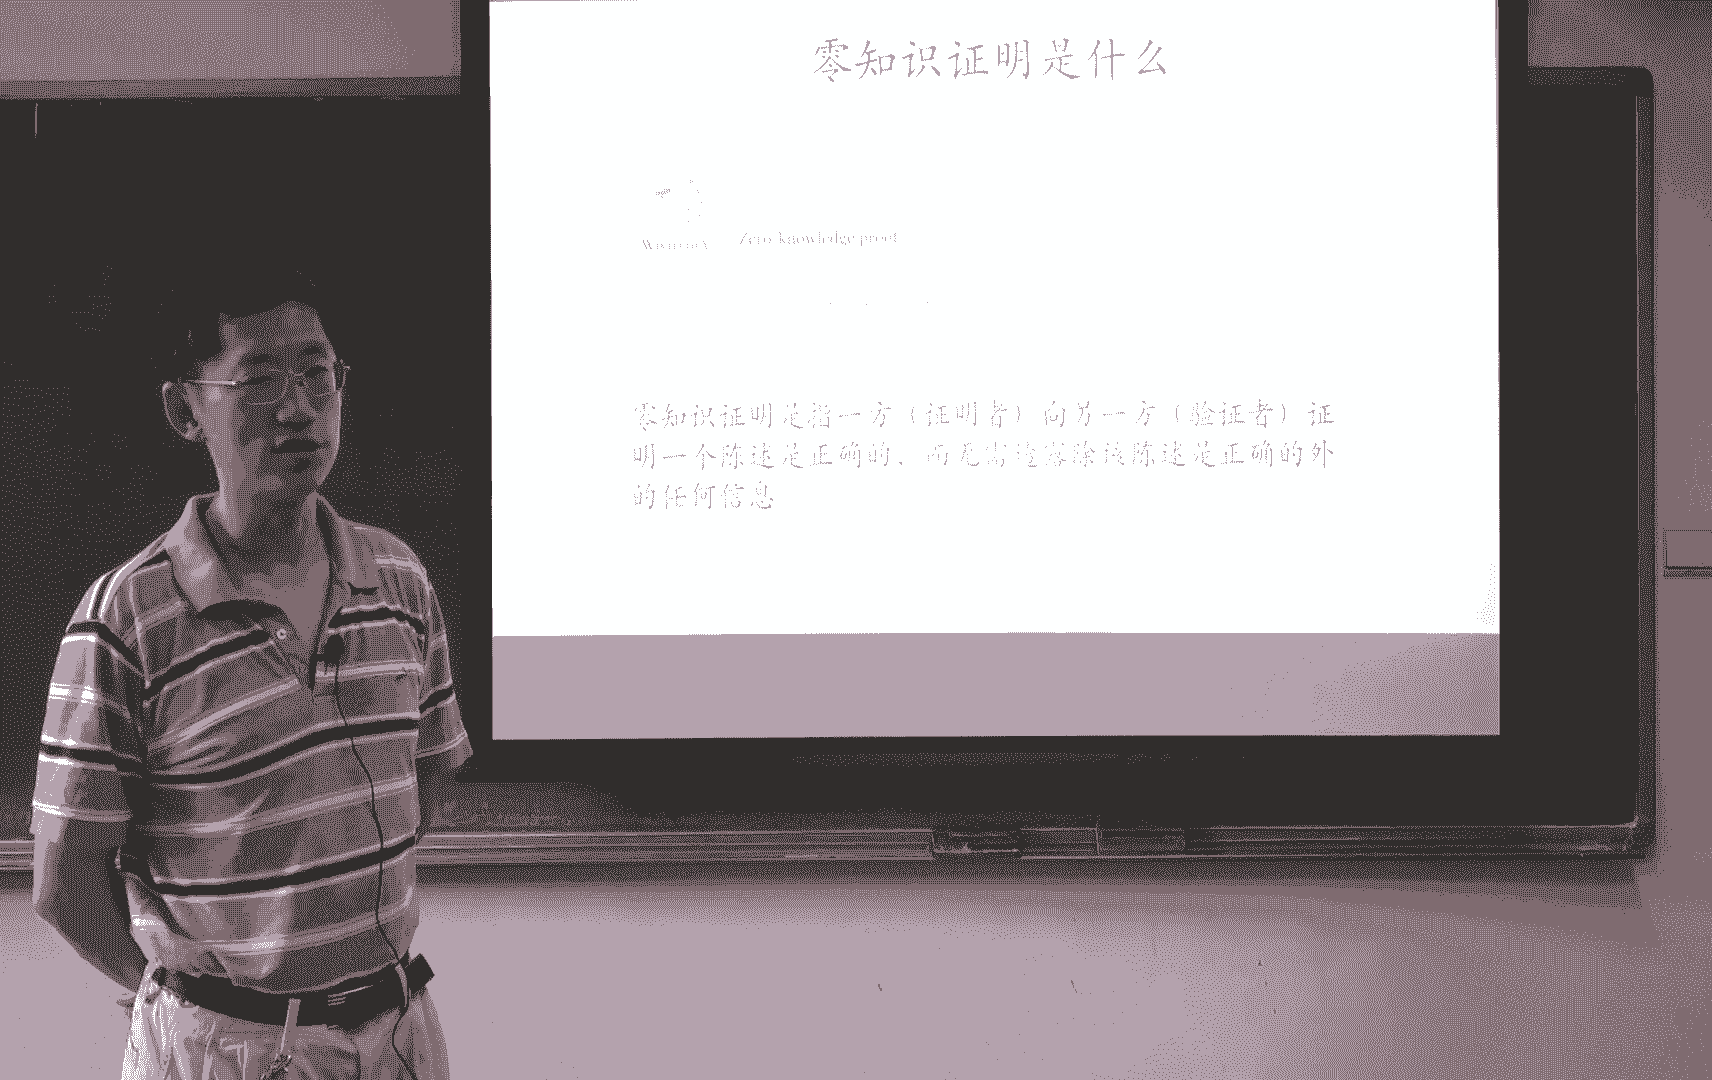 零知识证明是什么
WIKIPEDIA
Zero-knowledge proof
零知识证明是指一方（证明者）向另一方（验证者）证
明一个陈述是正确的，而无需透露除该陈述是正确的外
的任何信息